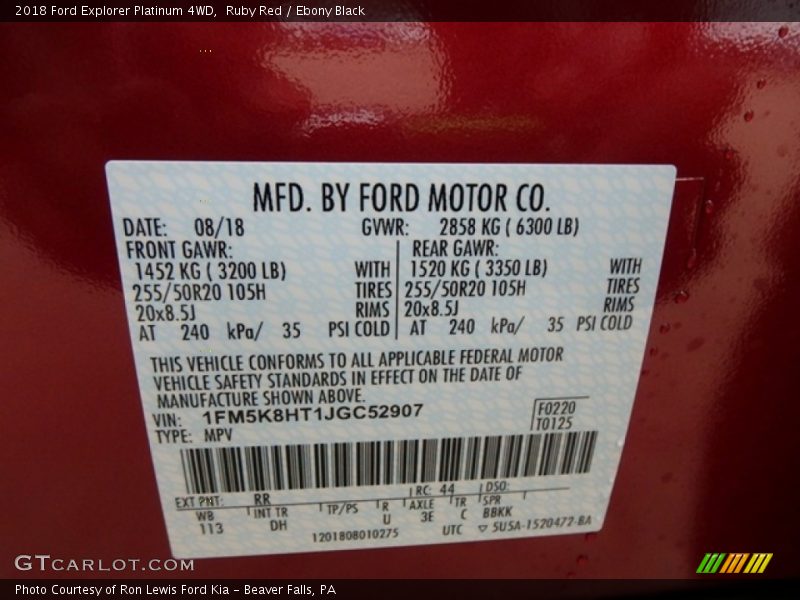 2018 Ford Explorer Platinum 4WD, Ruby Red / Ebony Black
MFD. BY FORD MOTOR CO.
DATE: 08/18 GVWR: 2858 KG ( 6300 LB)
FRONT GAWR: REAR GAWR:
1452 KG ( 3200 LB) WITH 1520 KG ( 3350 LB) WITH
255/50R20 105H TIRES 255/50R20 105H TIRES
20x8.5J RIMS 20x8.5J RIMS
AT 240 kPa/ 35 PSI COLD AT 240 kPa/ 35 PSI COLD
THIS VEHICLE CONFORMS TO ALL APPLICABLE FEDERAL MOTOR
VEHICLE SAFETY STANDARDS IN EFFECT ON THE DATE OF
MANUFACTURE SHOWN ABOVE.
VIN: 1FM5K8HT1JGC52907 F0220
TYPE: MPV T0125
EXT PNT: RR RC: 44 DSO:
WB INT TR TP/PS R AXLE TR SPR
113 DH U 3E C BBKK
1201808010275 UTC ▽ 5U5A-1520472-BA
GTCARLOT.COM
Photo Courtesy of Ron Lewis Ford Kia - Beaver Falls, PA